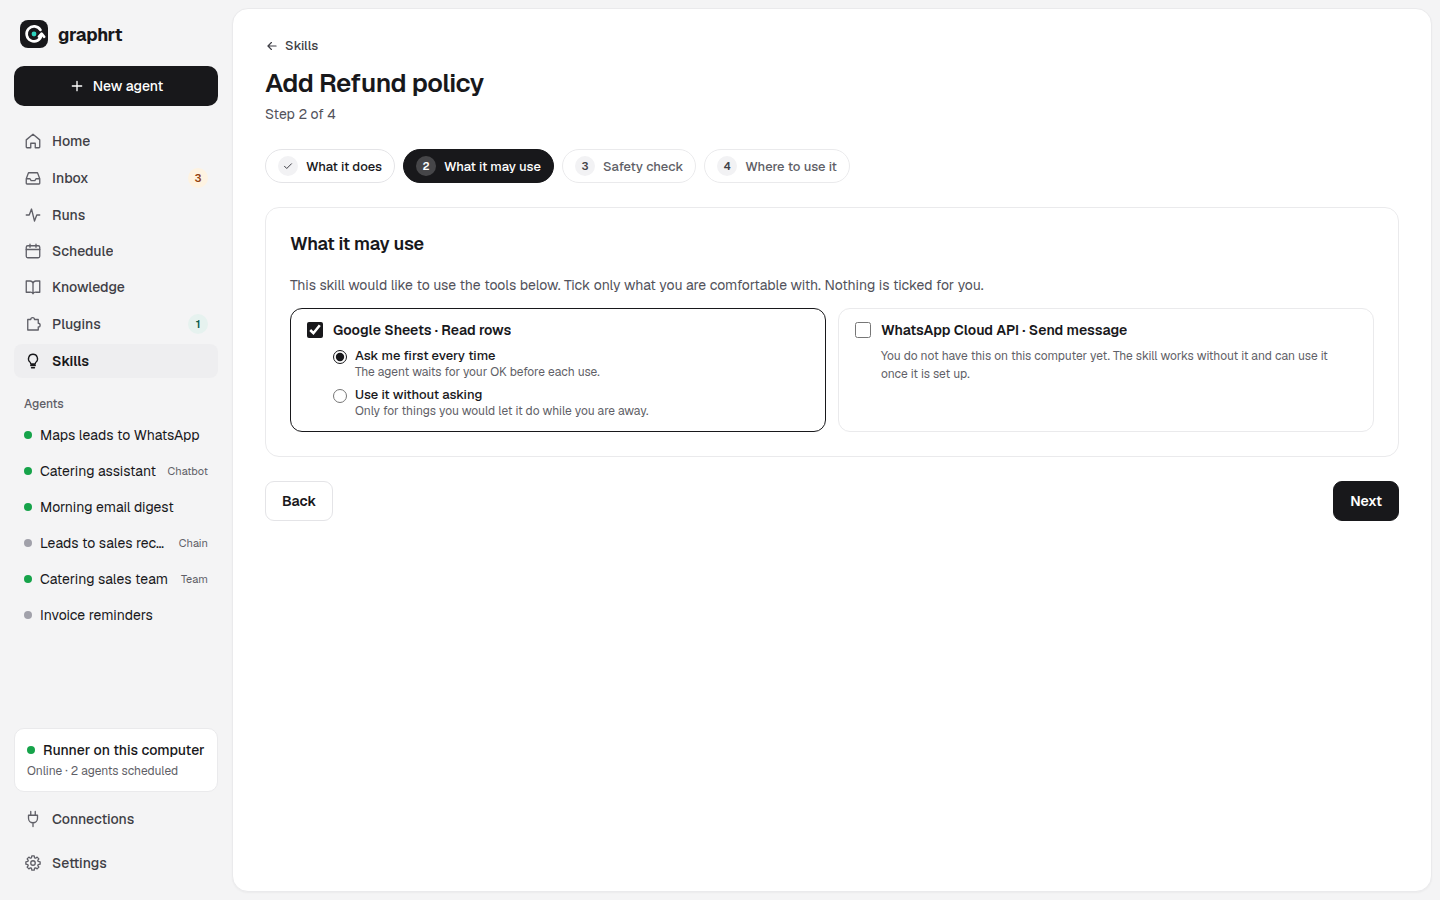 graphrt
New agent
Home
Inbox 3
Runs
Schedule
Knowledge
Plugins 1
Skills
Agents
Maps leads to WhatsApp
Catering assistant Chatbot
Morning email digest
Leads to sales rec... Chain
Catering sales team Team
Invoice reminders
Runner on this computer
Online · 2 agents scheduled
Connections
Settings
Skills
Add Refund policy
Step 2 of 4
What it does
2 What it may use
3 Safety check
4 Where to use it
What it may use
This skill would like to use the tools below. Tick only what you are comfortable with. Nothing is ticked for you.
Google Sheets · Read rows
Ask me first every time
The agent waits for your OK before each use.
Use it without asking
Only for things you would let it do while you are away.
WhatsApp Cloud API · Send message
You do not have this on this computer yet. The skill works without it and can use it
once it is set up.
Back
Next